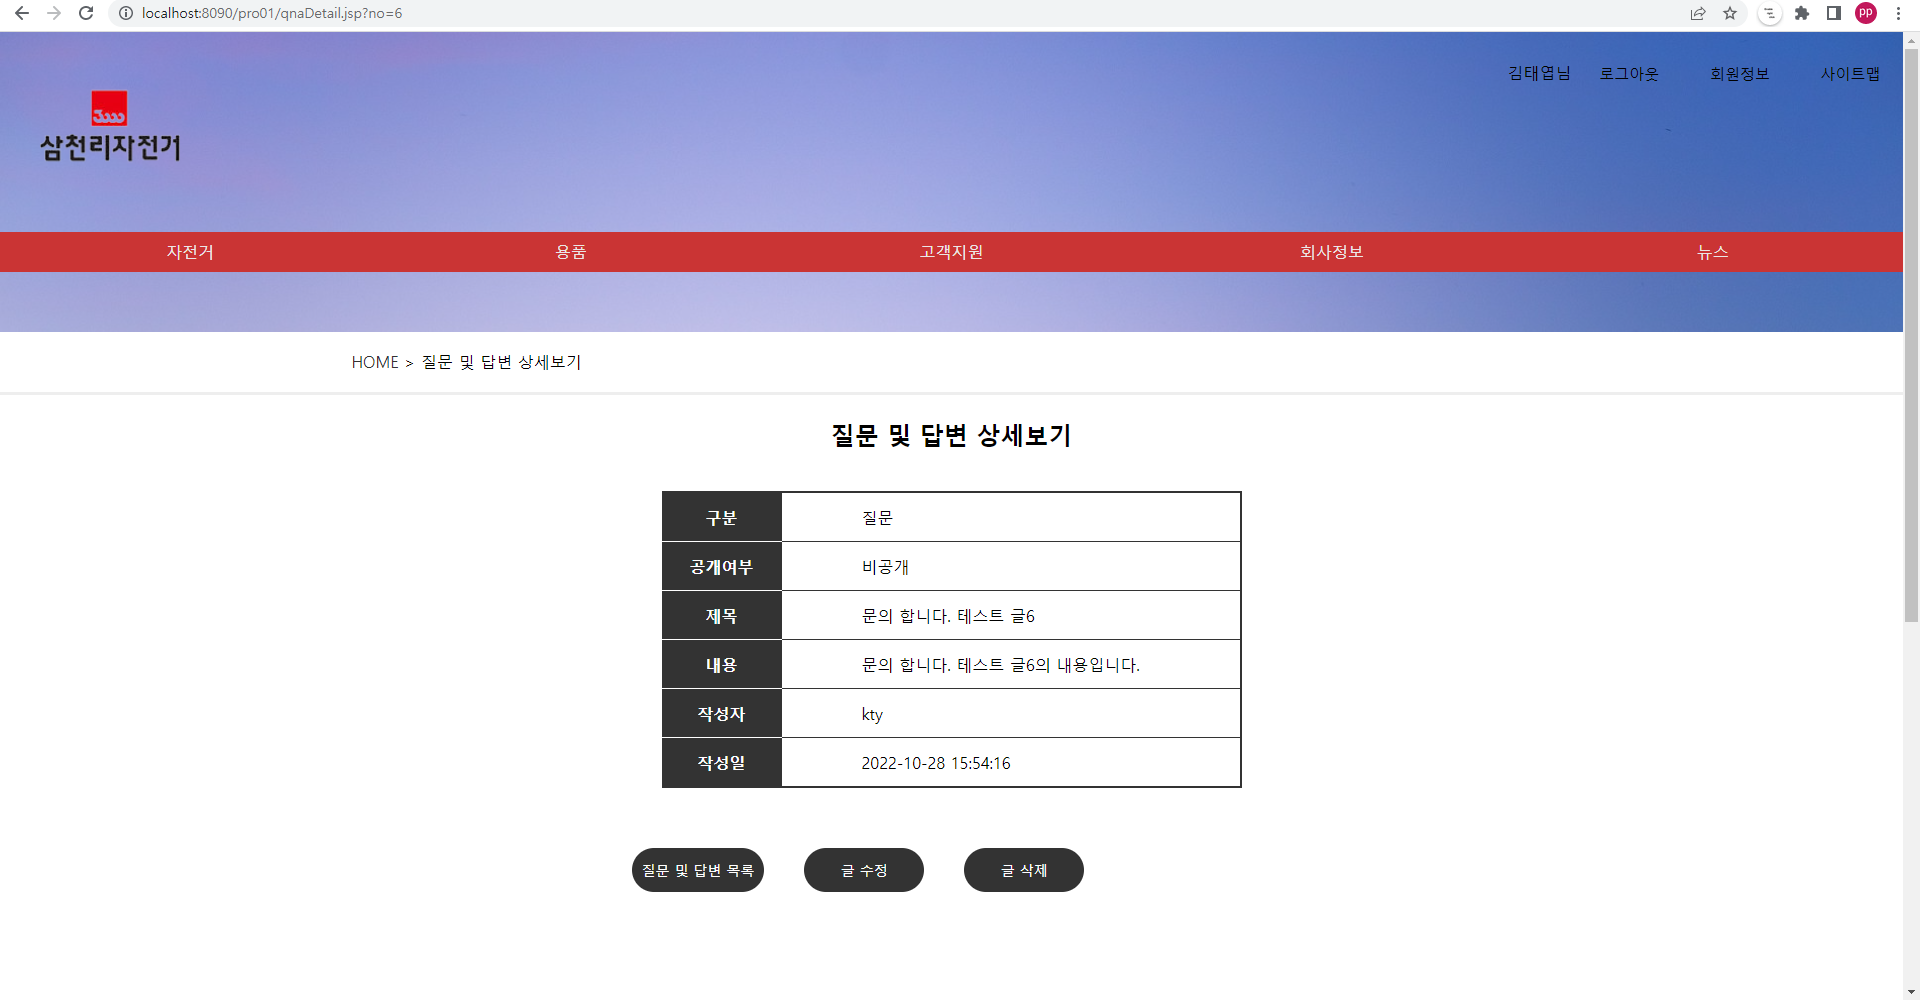 localhost:8090/pro01/qnaDetail.jsp?no=6
PP
김태엽님 로그아웃 회원정보 사이트맵
3000
삼천리자전거
자전거 용품 고객지원 회사정보 뉴스
HOME > 질문 및 답변 상세보기
질문 및 답변 상세보기
구분 질문
공개여부 비공개
제목 문의 합니다. 테스트 글6
내용 문의 합니다. 테스트 글6의 내용입니다.
작성자 kty
작성일 2022-10-28 15:54:16
질문 및 답변 목록 글 수정 글 삭제